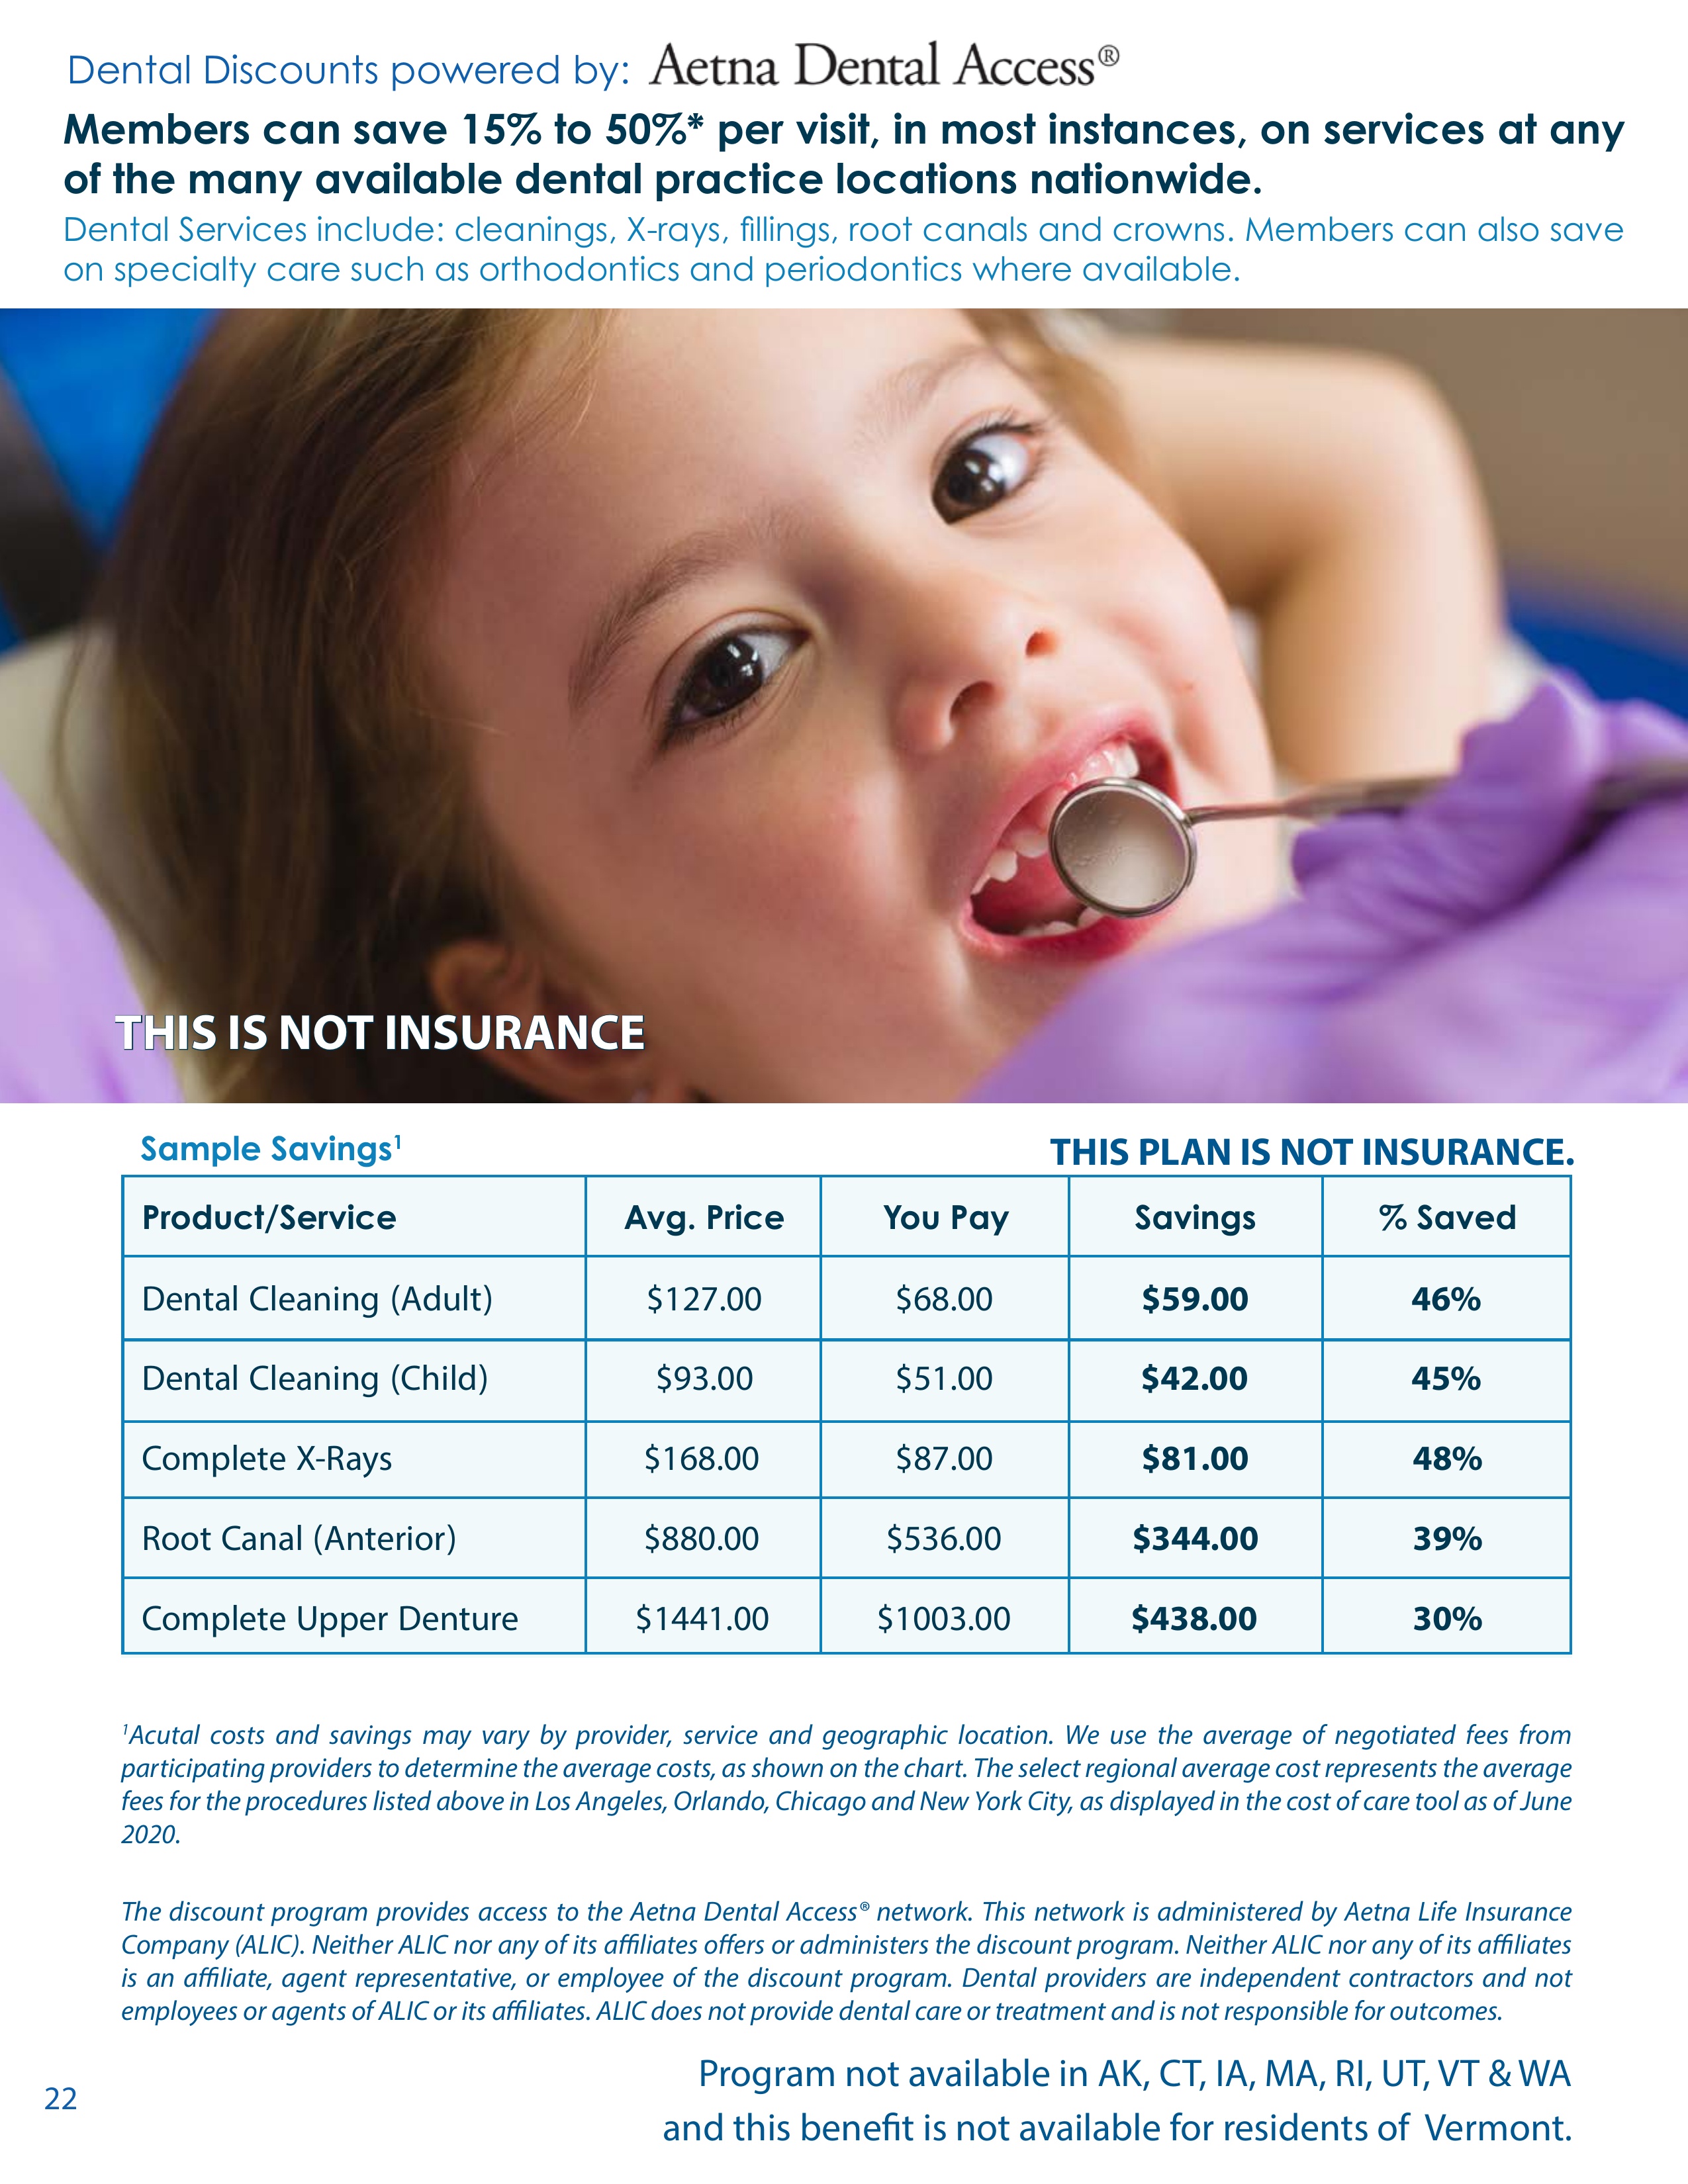 Dental Discounts powered by: Aetna Dental Access®
Members can save 15% to 50%* per visit, in most instances, on services at any
of the many available dental practice locations nationwide.
Dental Services include: cleanings, X-rays, fillings, root canals and crowns. Members can also save
on specialty care such as orthodontics and periodontics where available.
THIS IS NOT INSURANCE
Sample Savings¹ THIS PLAN IS NOT INSURANCE.
Product/Service Avg. Price You Pay Savings % Saved
Dental Cleaning (Adult) $127.00 $68.00 $59.00 46%
Dental Cleaning (Child) $93.00 $51.00 $42.00 45%
Complete X-Rays $168.00 $87.00 $81.00 48%
Root Canal (Anterior) $880.00 $536.00 $344.00 39%
Complete Upper Denture $1441.00 $1003.00 $438.00 30%
¹Acutal costs and savings may vary by provider, service and geographic location. We use the average of negotiated fees from
participating providers to determine the average costs, as shown on the chart. The select regional average cost represents the average
fees for the procedures listed above in Los Angeles, Orlando, Chicago and New York City, as displayed in the cost of care tool as of June
2020.
The discount program provides access to the Aetna Dental Access® network. This network is administered by Aetna Life Insurance
Company (ALIC). Neither ALIC nor any of its affiliates offers or administers the discount program. Neither ALIC nor any of its affiliates
is an affiliate, agent representative, or employee of the discount program. Dental providers are independent contractors and not
employees or agents of ALIC or its affiliates. ALIC does not provide dental care or treatment and is not responsible for outcomes.
Program not available in AK, CT, IA, MA, RI, UT, VT & WA
and this benefit is not available for residents of Vermont.
22